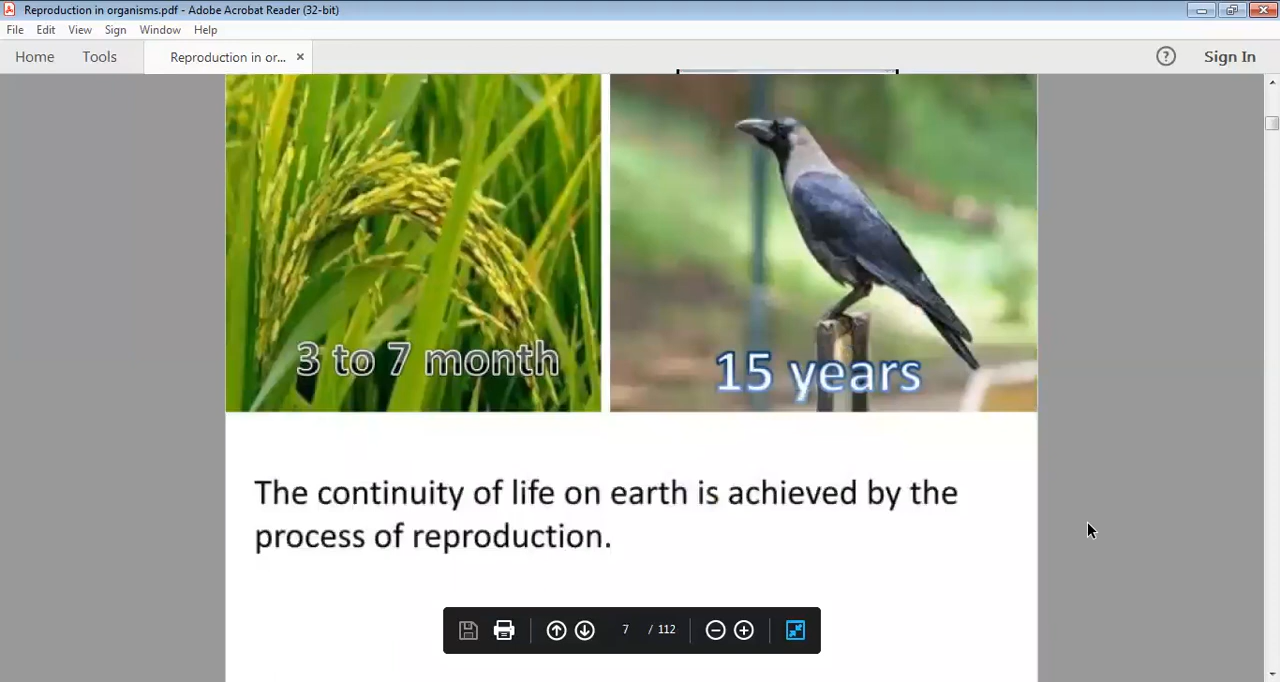 Reproduction in organisms.pdf - Adobe Acrobat Reader (32-bit)
File Edit View Sign Window Help
Home Tools Reproduction in or... × ? Sign In
3 to 7 month
15 years
The continuity of life on earth is achieved by the
process of reproduction.
7 / 112